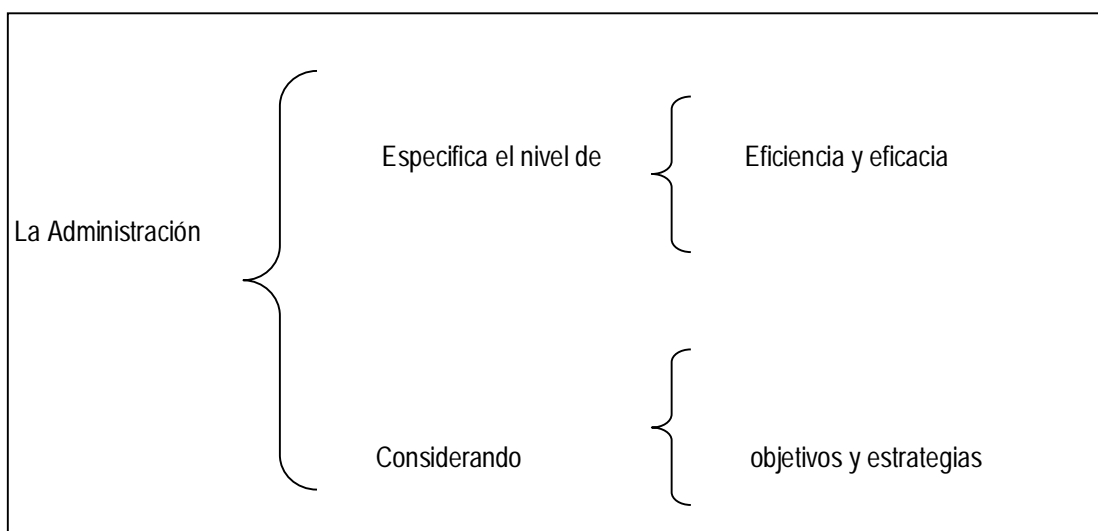 Especifica el nivel de
Eficiencia y eficacia
La Administración
Considerando
objetivos y estrategias